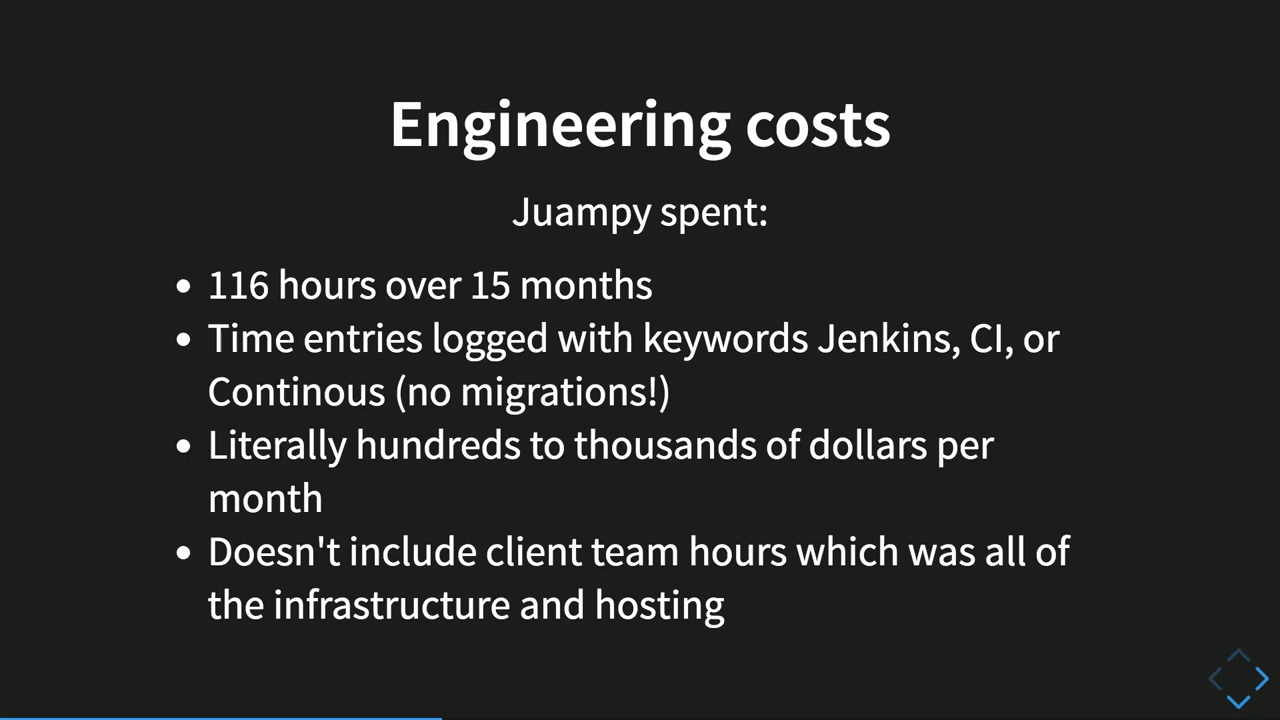 Engineering costs
Juampy spent:
• 116 hours over 15 months
• Time entries logged with keywords Jenkins, CI, or
Continous (no migrations!)
• Literally hundreds to thousands of dollars per
month
• Doesn't include client team hours which was all of
the infrastructure and hosting